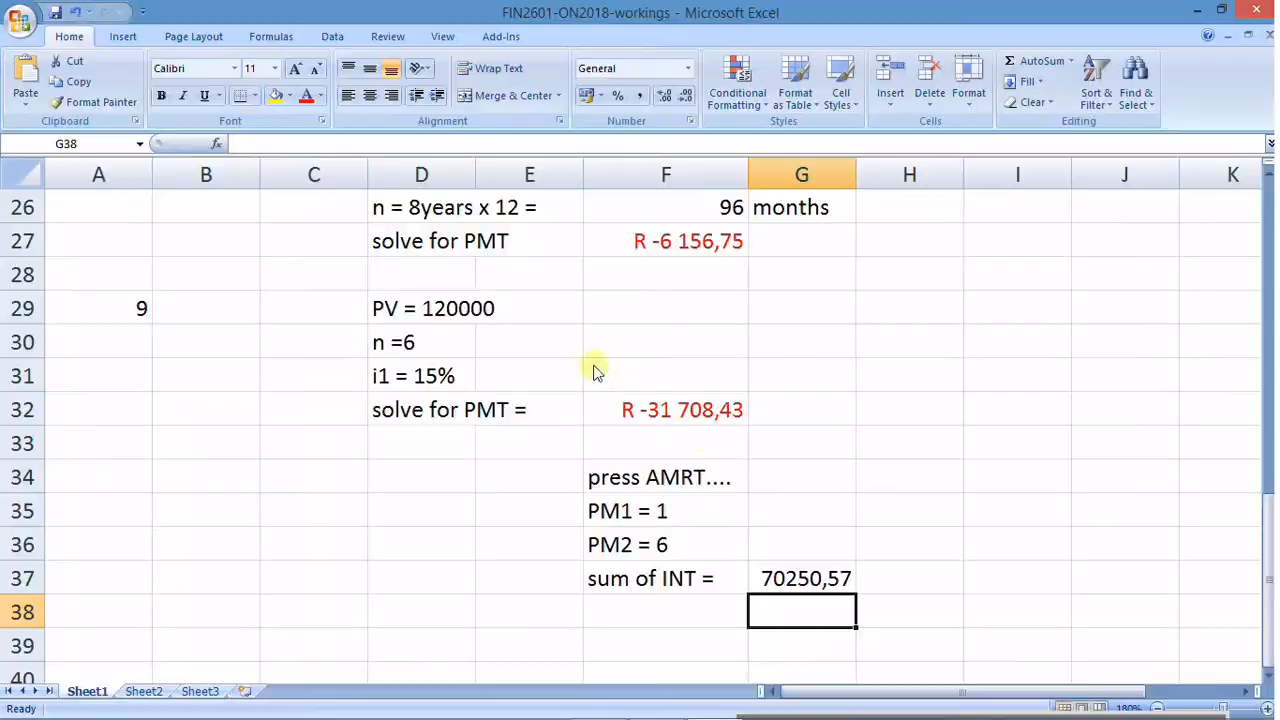 FIN2601-ON2018-workings - Microsoft Excel
Home Insert Page Layout Formulas Data Review View Add-Ins
Paste
Cut
Copy
Format Painter
Clipboard
Calibri 11
B I U
Font
Wrap Text
Merge & Center
Alignment
General
%
Number
Conditional Formatting
Format as Table
Cell Styles
Styles
Insert
Delete
Format
Cells
AutoSum
Fill
Clear
Sort & Filter
Find & Select
Editing
G38 fx
A B C D E F G H I J K
26 n = 8years x 12 = 96 months
27 solve for PMT R -6 156,75
28
29 9 PV = 120000
30 n =6
31 i1 = 15%
32 solve for PMT = R -31 708,43
33
34 press AMRT....
35 PM1 = 1
36 PM2 = 6
37 sum of INT = 70250,57
38
39
40
Sheet1 Sheet2 Sheet3
Ready 180%